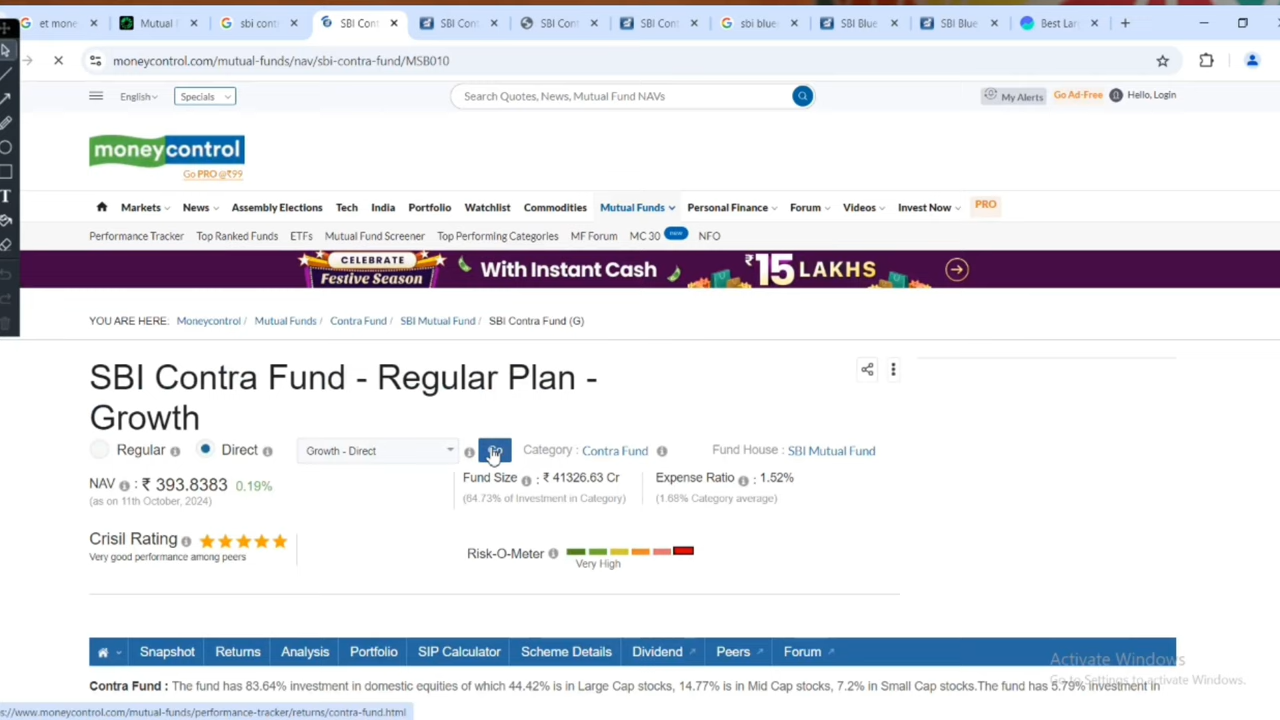 et mone
Mutual
sbi cont
SBI Cont
SBI Cont
SBI Cont
SBI Cont
sbi blue
SBI Blue
SBI Blue
Best Lar
moneycontrol.com/mutual-funds/nav/sbi-contra-fund/MSB010
English
Specials
Search Quotes, News, Mutual Fund NAVs
My Alerts
Go Ad-Free
Hello, Login
moneycontrol
Go PRO @₹99
Markets News Assembly Elections Tech India Portfolio Watchlist Commodities Mutual Funds Personal Finance Forum Videos Invest Now PRO
Performance Tracker Top Ranked Funds ETFs Mutual Fund Screener Top Performing Categories MF Forum MC 30 new NFO
CELEBRATE
Festive Season
With Instant Cash
₹15 LAKHS
YOU ARE HERE: Moneycontrol / Mutual Funds / Contra Fund / SBI Mutual Fund / SBI Contra Fund (G)
SBI Contra Fund - Regular Plan -
Growth
Regular Direct Growth - Direct Go Category : Contra Fund Fund House : SBI Mutual Fund
NAV : ₹ 393.8383 0.19%
(as on 11th October, 2024)
Fund Size : ₹ 41326.63 Cr
(64.73% of Investment in Category)
Expense Ratio : 1.52%
(1.68% Category average)
Crisil Rating
Very good performance among peers
Risk-O-Meter
Very High
Snapshot Returns Analysis Portfolio SIP Calculator Scheme Details Dividend Peers Forum
Contra Fund : The fund has 83.64% investment in domestic equities of which 44.42% is in Large Cap stocks, 14.77% is in Mid Cap stocks, 7.2% in Small Cap stocks.The fund has 5.79% investment in
Activate Windows
Go to Settings to activate Windows.
s://www.moneycontrol.com/mutual-funds/performance-tracker/returns/contra-fund.html
T